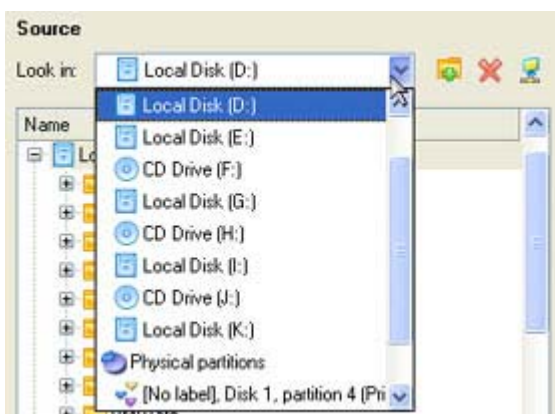 Source
Look in: Local Disk (D:)
Name
Local Disk (D:)
Local Disk (E:)
CD Drive (F:)
Local Disk (G:)
CD Drive (H:)
Local Disk (I:)
CD Drive (J:)
Local Disk (K:)
Physical partitions
[No label], Disk 1, partition 4 (Pri